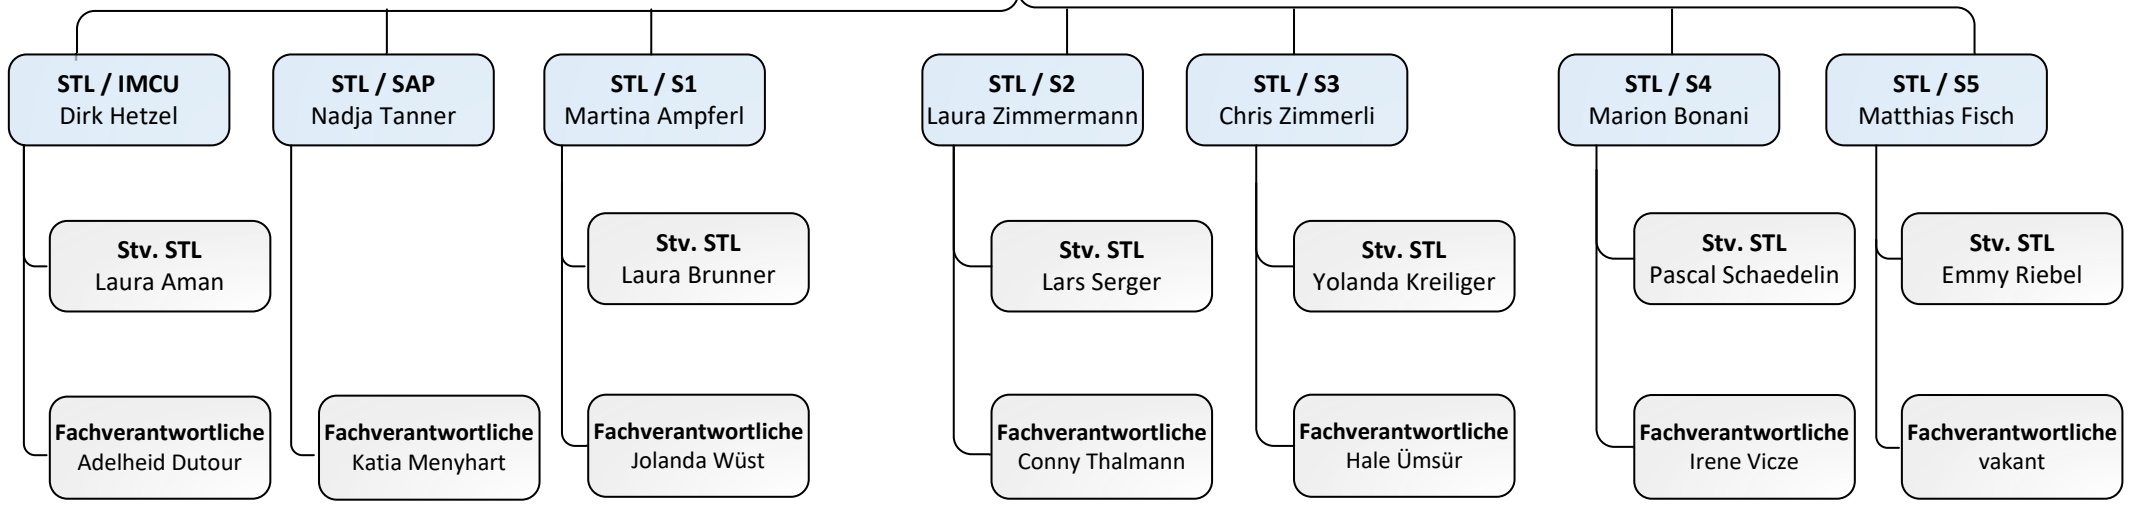 STL / IMCU
Dirk Hetzel
STL / SAP
Nadja Tanner
STL / S1
Martina Ampferl
STL / S2
Laura Zimmermann
STL / S3
Chris Zimmerli
STL / S4
Marion Bonani
STL / S5
Matthias Fisch
Stv. STL
Laura Aman
Stv. STL
Laura Brunner
Stv. STL
Lars Serger
Stv. STL
Yolanda Kreiliger
Stv. STL
Pascal Schaedelin
Stv. STL
Emmy Riebel
Fachverantwortliche
Adelheid Dutour
Fachverantwortliche
Katia Menyhart
Fachverantwortliche
Jolanda Wüst
Fachverantwortliche
Conny Thalmann
Fachverantwortliche
Hale Ümsür
Fachverantwortliche
Irene Vicze
Fachverantwortliche
vakant